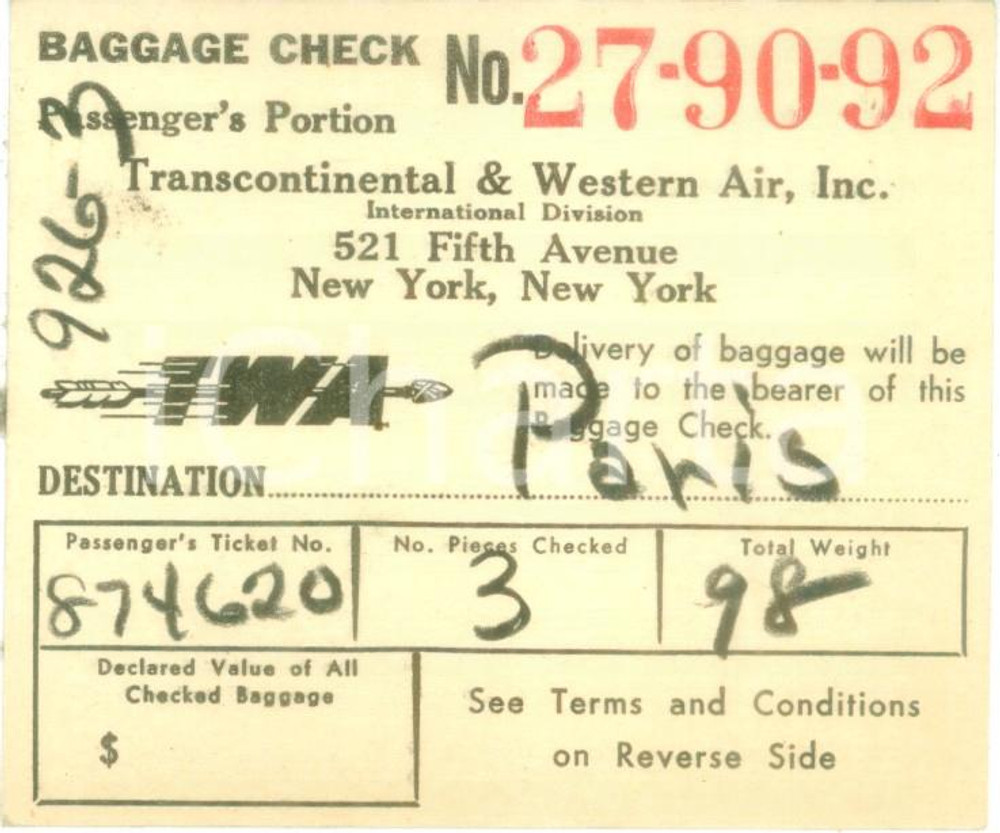 BAGGAGE CHECK No. 27-90-92
Passenger's Portion
926-3
Transcontinental & Western Air, Inc.
International Division
521 Fifth Avenue
New York, New York
TWA
Delivery of baggage will be
made to the bearer of this
Baggage Check.
DESTINATION Paris
Passenger's Ticket No. No. Pieces Checked Total Weight
874620 3 98
Declared Value of All
Checked Baggage
$
See Terms and Conditions
on Reverse Side